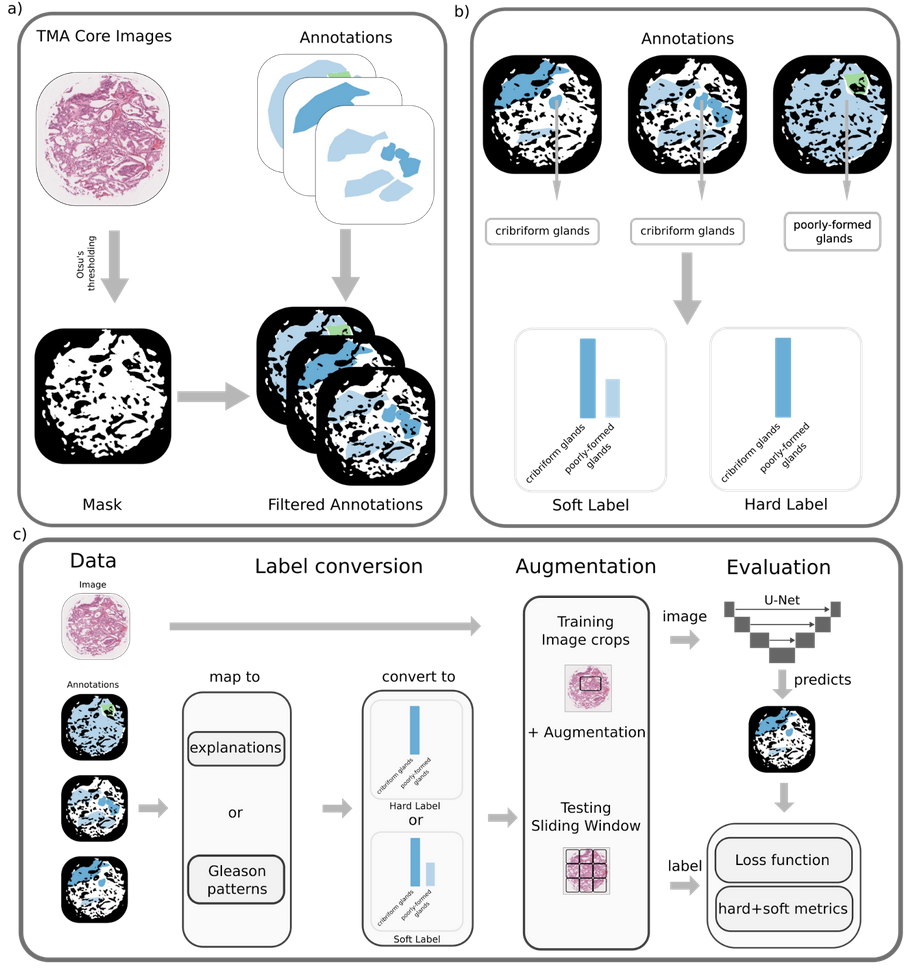 a)
TMA Core Images
Annotations
Otsu's
thresholding
Mask
Filtered Annotations
b)
Annotations
cribriform glands
cribriform glands
poorly-formed
glands
cribriform glands
poorly-formed
glands
Soft Label
cribriform glands
poorly-formed
glands
Hard Label
c)
Data
Label conversion
Augmentation
Evaluation
Image
Annotations
map to
explanations
or
Gleason
patterns
convert to
cribriform glands
poorly-formed
glands
Hard Label
or
cribriform glands
poorly-formed
glands
Soft Label
Training
Image crops
+ Augmentation
Testing
Sliding Window
image
label
U-Net
predicts
Loss function
hard+soft metrics